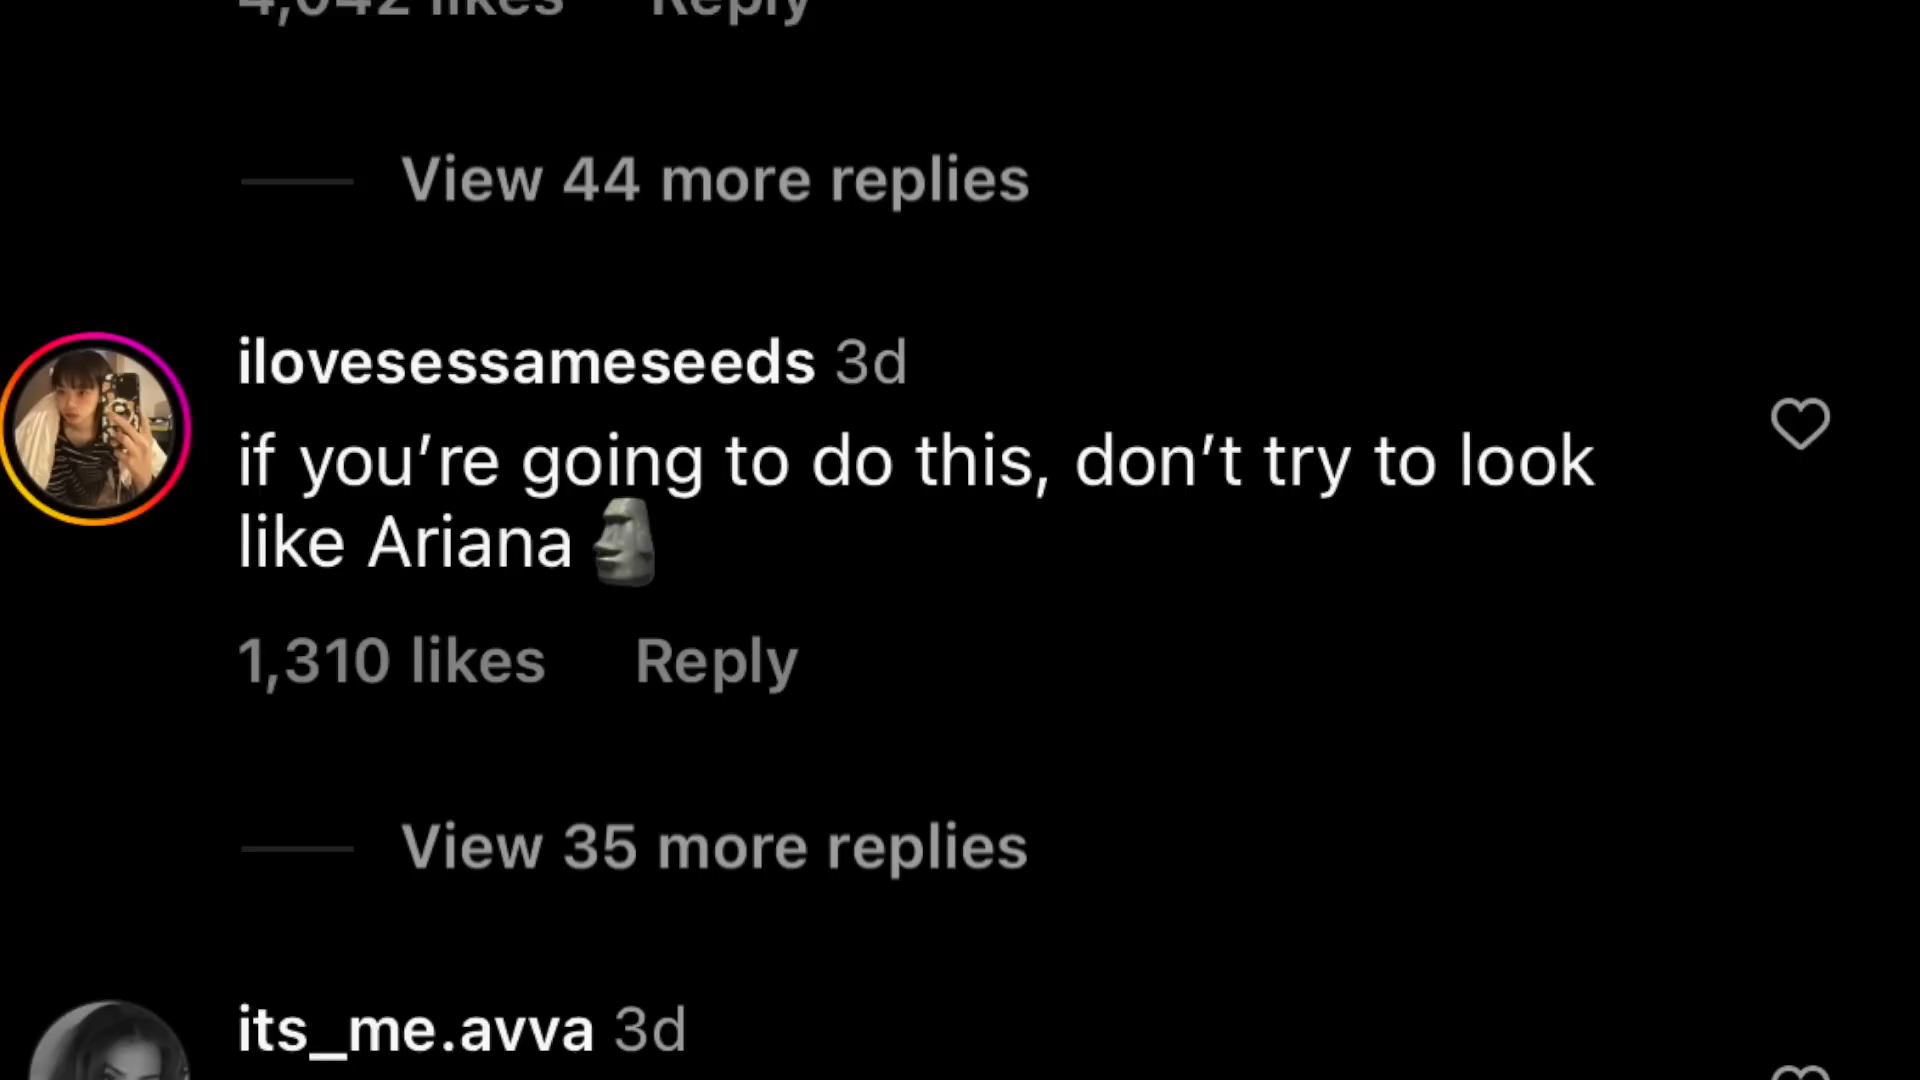 4,042 likes Reply
View 44 more replies
ilovesessameseeds 3d
if you’re going to do this, don’t try to look
like Ariana 🗿
1,310 likes Reply
View 35 more replies
its_me.avva 3d